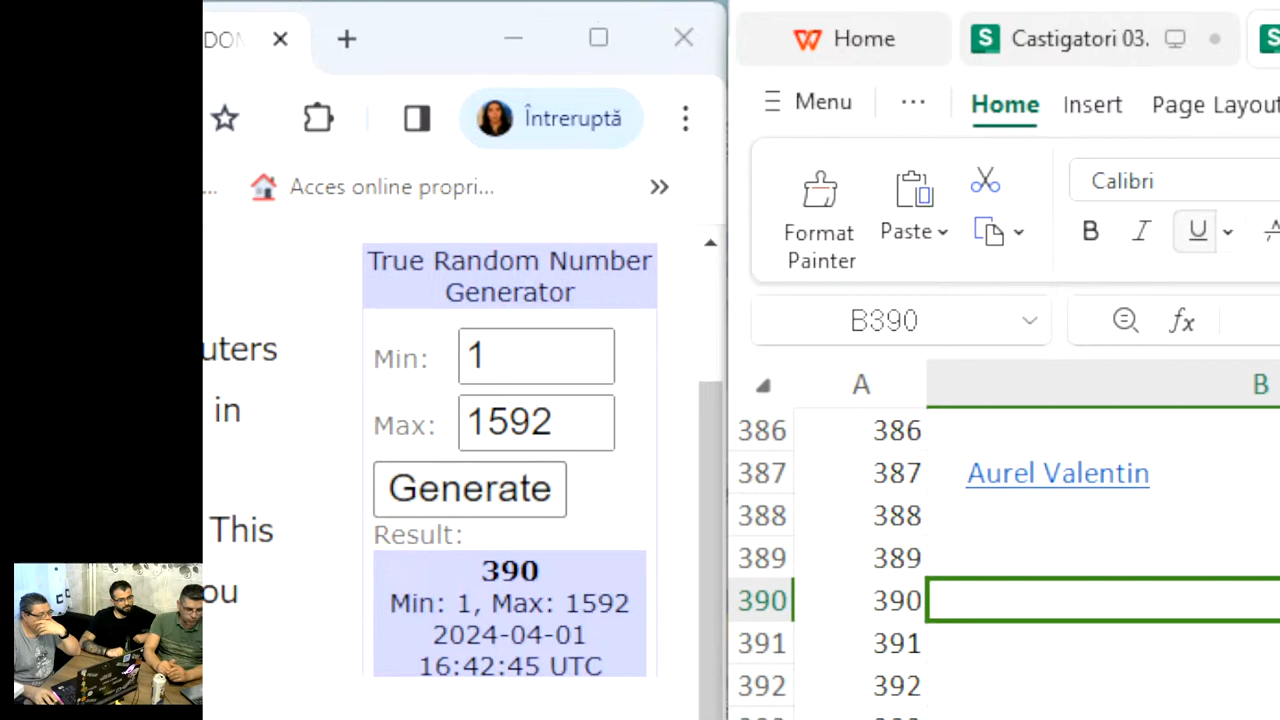 DOM
Întreruptă
...
Acces online propri...
True Random Number
Generator
Min: 1
Max: 1592
Generate
Result:
390
Min: 1, Max: 1592
2024-04-01
16:42:45 UTC
uters
in
This
ou
Home
S Castigatori 03.
S
Menu ...
Home Insert Page Layout
Format
Painter
Paste
Calibri
B I U A
B390
fx
A B
386 386
387 387 Aurel Valentin
388 388
389 389
390 390
391 391
392 392